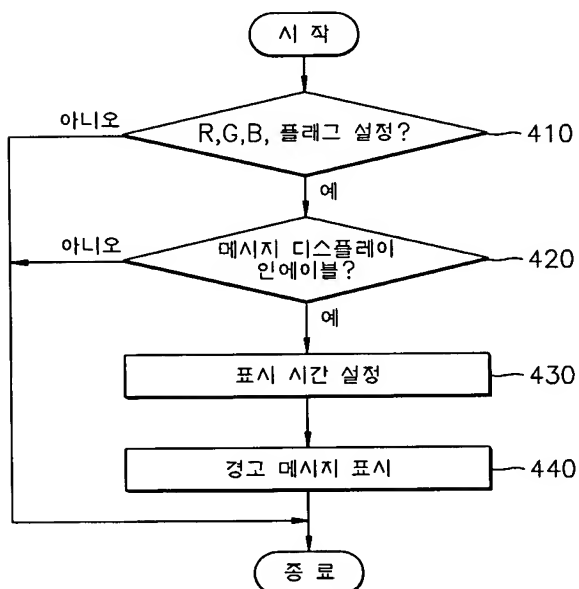 시 작
아니오
R,G,B, 플래그 설정?
410
예
아니오
메시지 디스플레이
인에이블?
420
예
표시 시간 설정
430
경고 메시지 표시
440
종 료